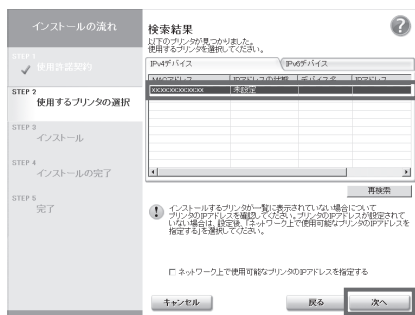 インストールの流れ
STEP 1
使用許諾契約
STEP 2
使用するプリンタの選択
STEP 3
インストール
STEP 4
インストールの完了
STEP 5
完了
検索結果
以下のプリンタが見つかりました。
使用するプリンタを選択してください。
IPv4デバイス
IPv6デバイス
MACアドレス IPアドレスの状態 デバイス名 IPアドレス
xx:xx:xx:xx:xx:xx 未設定
再検索
インストールするプリンタが一覧に表示されていない場合について
プリンタのIPアドレスを確認してください。プリンタのIPアドレスが設定されて
いない場合は、設定後、「ネットワーク上で使用可能なプリンタのIPアドレスを
指定する」を選択してください。
ネットワーク上で使用可能なプリンタのIPアドレスを指定する
キャンセル
戻る
次へ